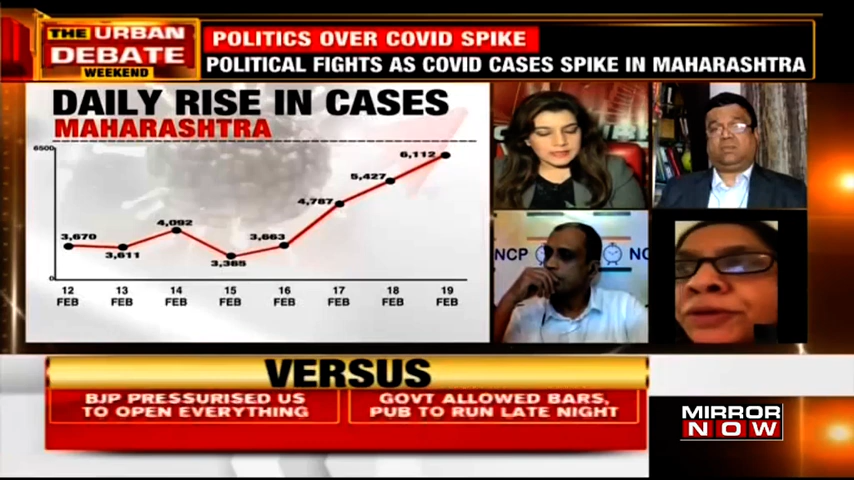 THE URBAN
DEBATE
WEEKEND
POLITICS OVER COVID SPIKE
POLITICAL FIGHTS AS COVID CASES SPIKE IN MAHARASHTRA
DAILY RISE IN CASES
MAHARASHTRA
6500
3,670
3,611
4,092
3,365
3,663
4,787
5,427
6,112
0
12 FEB
13 FEB
14 FEB
15 FEB
16 FEB
17 FEB
18 FEB
19 FEB
NCP
NC
VERSUS
BJP PRESSURISED US
TO OPEN EVERYTHING
GOVT ALLOWED BARS,
PUB TO RUN LATE NIGHT
MIRROR
NOW